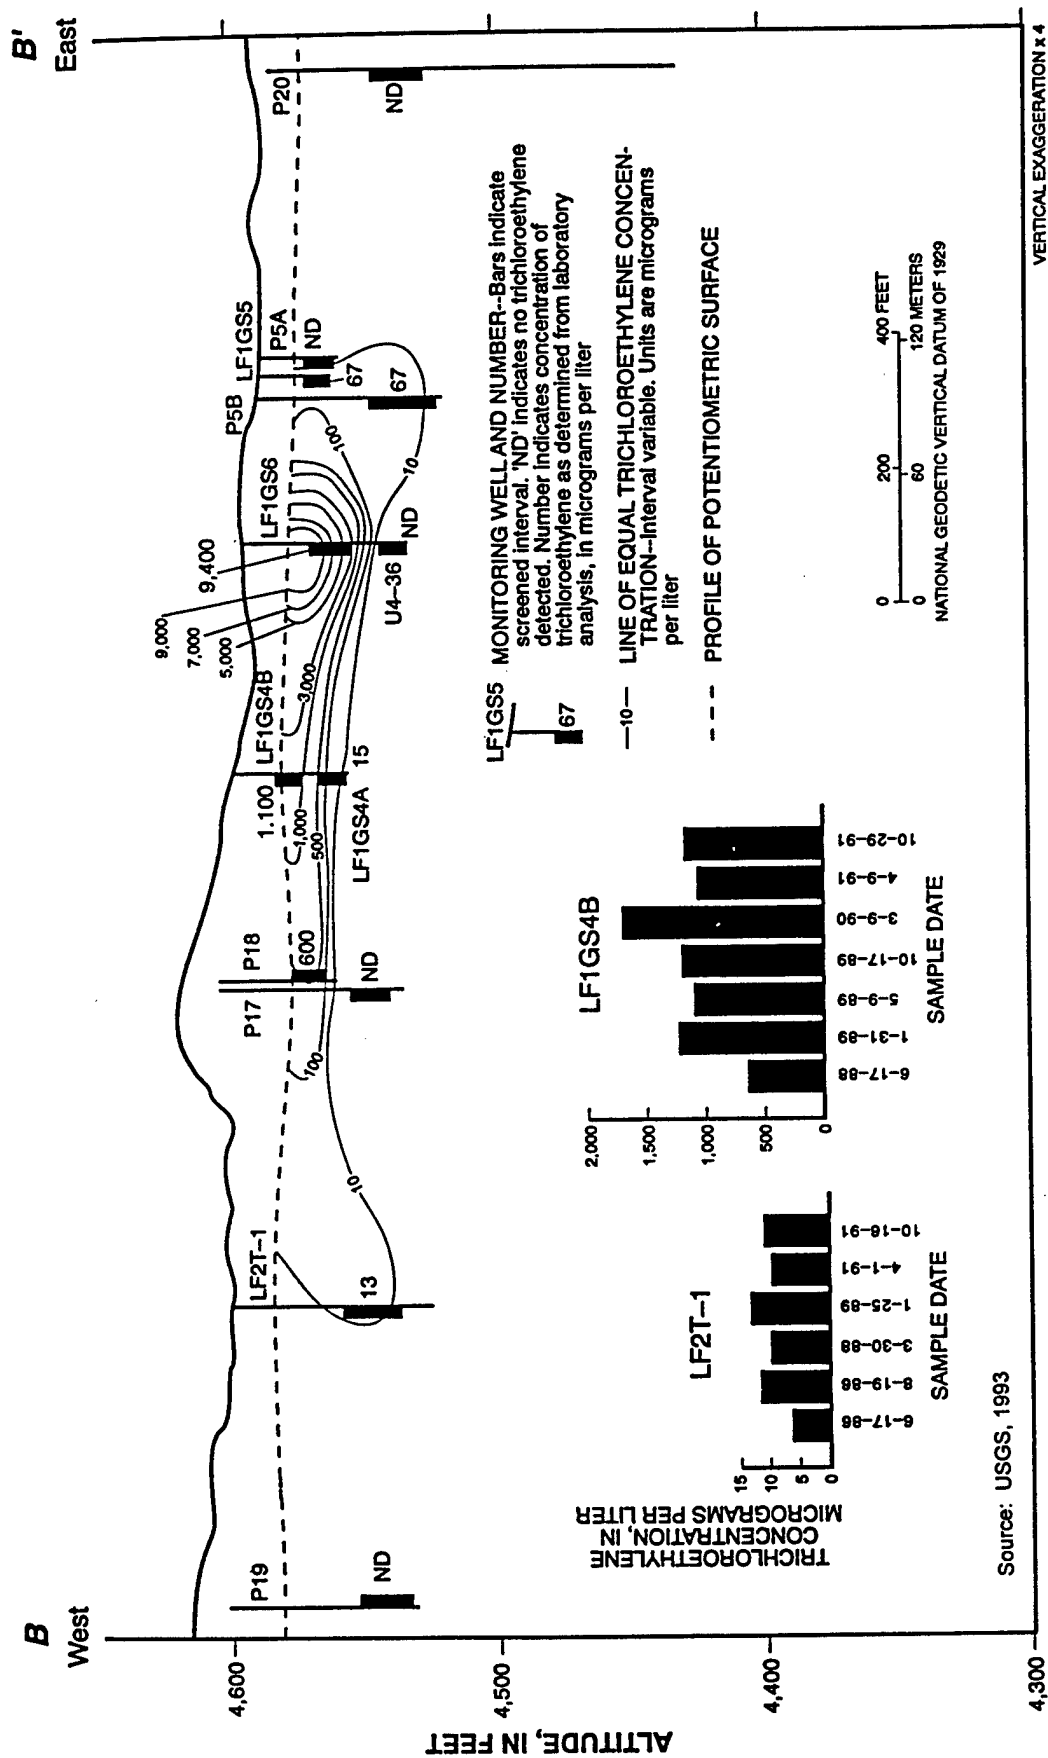 B
West
B'
East
ALTITUDE, IN FEET
4,600
4,500
4,400
4,300
P19
ND
LF2T–1
13
10
100
P17
P18
600
ND
1.100
LF1GS4B
1,000
500
LF1GS4A
15
3,000
5,000
7,000
9,000
9,400
LF1GS6
U4–36
ND
100
10
P5B
LF1GS5
P5A
67
67
ND
P20
ND
LF1GS5
67
MONITORING WELL AND NUMBER--Bars indicate
screened interval. 'ND' indicates no trichloroethylene
detected. Number indicates concentration of
trichloroethylene as determined from laboratory
analysis, in micrograms per liter
—10—
LINE OF EQUAL TRICHLOROETHYLENE CONCEN-
TRATION--Interval variable. Units are micrograms
per liter
PROFILE OF POTENTIOMETRIC SURFACE
0 200 400 FEET
0 60 120 METERS
NATIONAL GEODETIC VERTICAL DATUM OF 1929
VERTICAL EXAGGERATION x 4
TRICHLOROETHYLENE
CONCENTRATION, IN
MICROGRAMS PER LITER
LF2T–1
15
10
5
0
6–17–86
8–19–86
3–30–88
1–25–89
4–1–91
10–16–91
SAMPLE DATE
LF1GS4B
2,000
1,500
1,000
500
0
6–17–88
1–31–89
5–9–89
10–17–89
3–9–90
4–9–91
10–29–91
SAMPLE DATE
Source: USGS, 1993